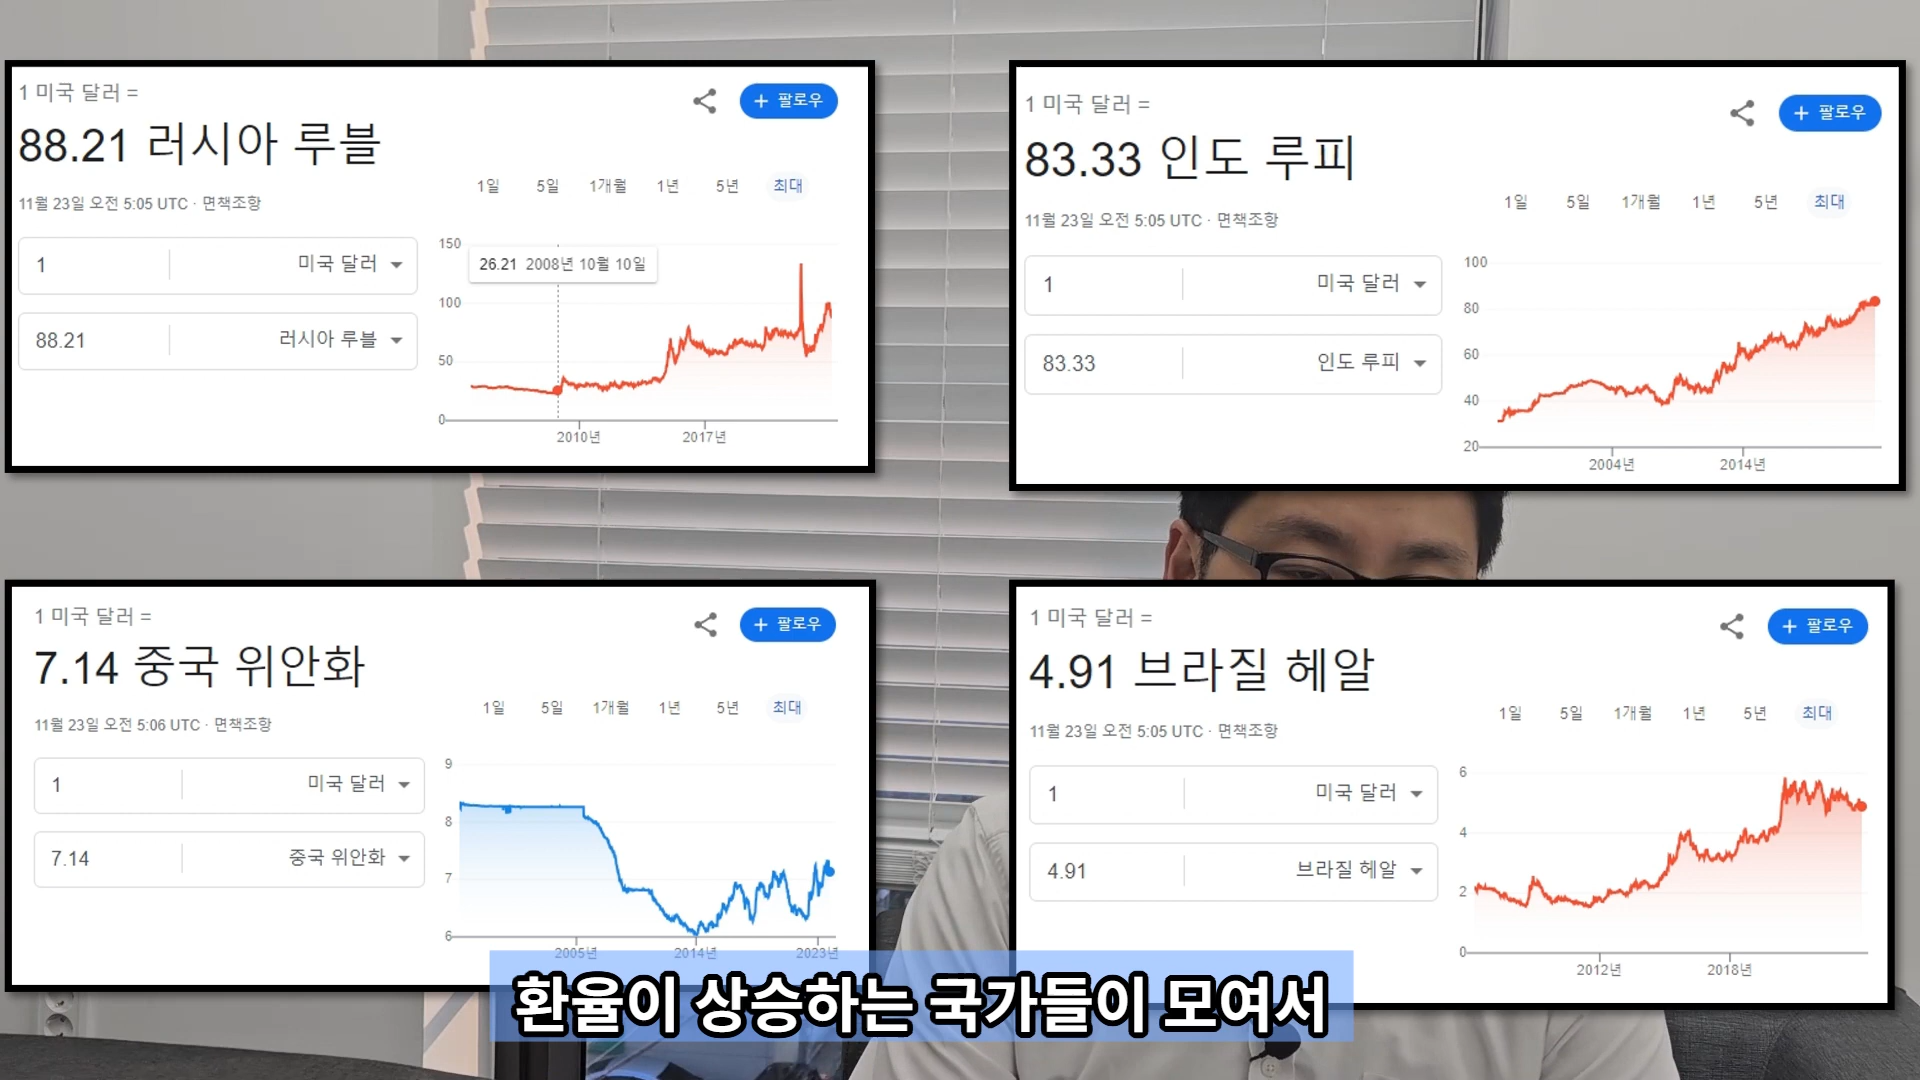 1 미국 달러 =
+ 팔로우
88.21 러시아 루블
11월 23일 오전 5:05 UTC · 면책조항
1일 5일 1개월 1년 5년 최대
1 미국 달러
88.21 러시아 루블
150
100
50
0
26.21 2008년 10월 10일
2010년 2017년
1 미국 달러 =
+ 팔로우
83.33 인도 루피
11월 23일 오전 5:05 UTC · 면책조항
1일 5일 1개월 1년 5년 최대
1 미국 달러
83.33 인도 루피
100
80
60
40
20
2004년 2014년
1 미국 달러 =
+ 팔로우
7.14 중국 위안화
11월 23일 오전 5:06 UTC · 면책조항
1일 5일 1개월 1년 5년 최대
1 미국 달러
7.14 중국 위안화
9
8
7
6
2005년 2014년 2023년
1 미국 달러 =
+ 팔로우
4.91 브라질 헤알
11월 23일 오전 5:05 UTC · 면책조항
1일 5일 1개월 1년 5년 최대
1 미국 달러
4.91 브라질 헤알
6
4
2
0
2012년 2018년
환율이 상승하는 국가들이 모여서